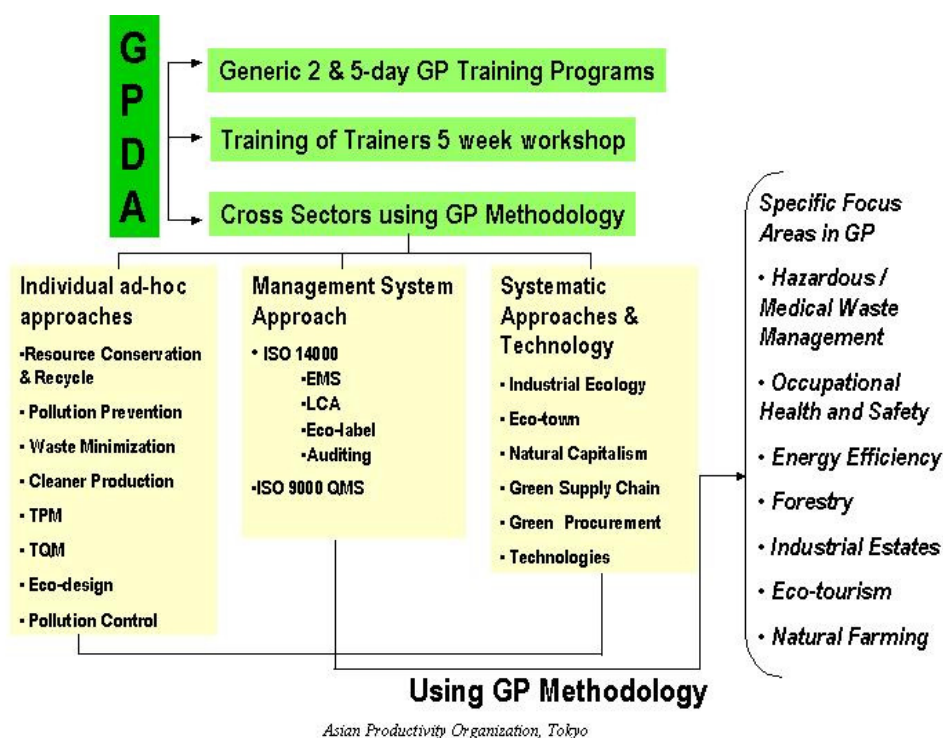 G
P
D
A
Generic 2 & 5-day GP Training Programs
Training of Trainers 5 week workshop
Cross Sectors using GP Methodology
Individual ad-hoc
approaches
▪Resource Conservation
& Recycle
▪ Pollution Prevention
▪ Waste Minimization
▪ Cleaner Production
▪ TPM
▪ TQM
▪ Eco-design
▪ Pollution Control
Management System
Approach
• ISO 14000
▪EMS
▪LCA
▪Eco-label
▪Auditing
▪ISO 9000 QMS
Systematic
Approaches &
Technology
▪ Industrial Ecology
▪ Eco-town
▪ Natural Capitalism
▪ Green Supply Chain
▪ Green Procurement
▪ Technologies
Specific Focus
Areas in GP
• Hazardous /
Medical Waste
Management
• Occupational
Health and Safety
• Energy Efficiency
• Forestry
• Industrial Estates
• Eco-tourism
• Natural Farming
Using GP Methodology
Asian Productivity Organization, Tokyo